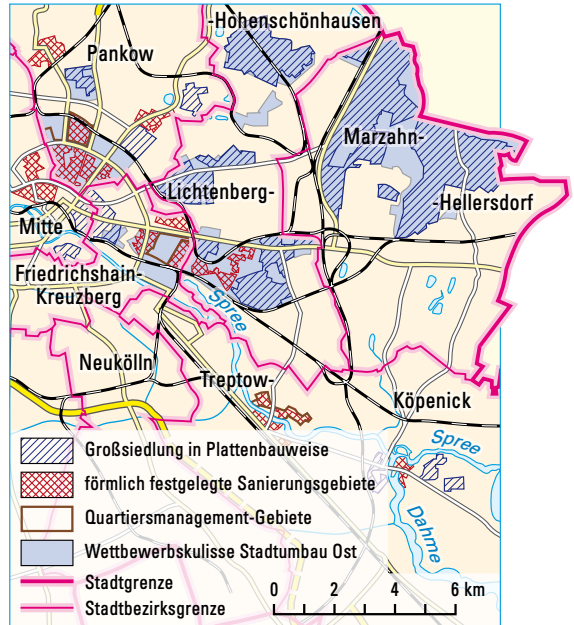 -Hohenschönhausen
Pankow
Marzahn-
Lichtenberg-
-Hellersdorf
Mitte
Friedrichshain-
Kreuzberg
Spree
Neukölln
Treptow-
Köpenick
Spree
Dahme
Großsiedlung in Plattenbauweise
förmlich festgelegte Sanierungsgebiete
Quartiersmanagement-Gebiete
Wettbewerbskulisse Stadtumbau Ost
Stadtgrenze
Stadtbezirksgrenze
0 2 4 6 km